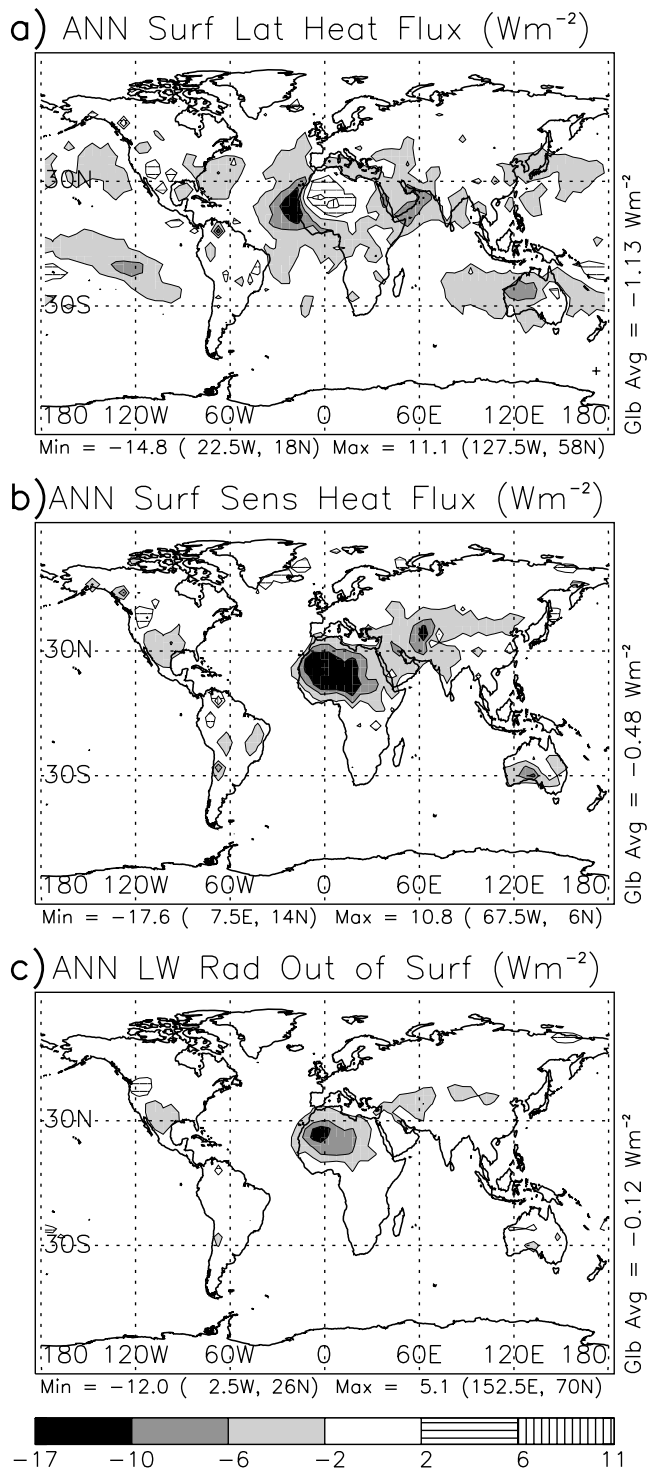 a) ANN Surf Lat Heat Flux (Wm⁻²)
30N
30S
180 120W 60W 0 60E 120E 180
Glb Avg = −1.13 Wm⁻²
Min = −14.8 ( 22.5W, 18N) Max = 11.1 (127.5W, 58N)
b) ANN Surf Sens Heat Flux (Wm⁻²)
30N
30S
180 120W 60W 0 60E 120E 180
Glb Avg = −0.48 Wm⁻²
Min = −17.6 ( 7.5E, 14N) Max = 10.8 ( 67.5W, 6N)
c) ANN LW Rad Out of Surf (Wm⁻²)
30N
30S
180 120W 60W 0 60E 120E 180
Glb Avg = −0.12 Wm⁻²
Min = −12.0 ( 2.5W, 26N) Max = 5.1 (152.5E, 70N)
−17 −10 −6 −2 2 6 11